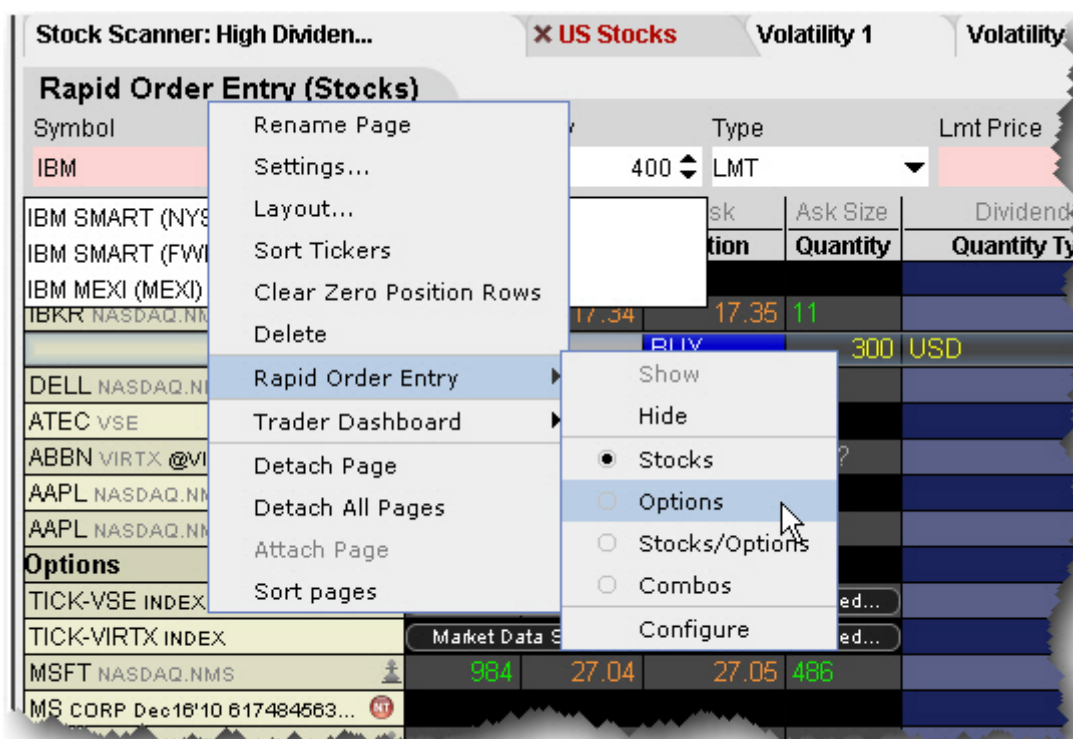 Stock Scanner: High Dividen... US Stocks Volatility 1 Volatility
Rapid Order Entry (Stocks)
Symbol Type Lmt Price
IBM 400 LMT
IBM SMART (NYS Ask Size Dividend
IBM SMART (FWI Quantity Quantity Ty
IBM MEXI (MEXI)
IBKR NASDAQ.NM 17.34 17.35 11
BUY 300 USD
DELL NASDAQ.N
ATEC VSE
ABBN VIRTX @VI ?
AAPL NASDAQ.NM
AAPL NASDAQ.NM
Options
TICK-VSE INDEX ed...
TICK-VIRTX INDEX Market Data S ed...
MSFT NASDAQ.NMS 984 27.04 27.05 486
MS CORP Dec16'10 617484563... NT
Rename Page
Settings...
Layout...
Sort Tickers
Clear Zero Position Rows
Delete
Rapid Order Entry
Trader Dashboard
Detach Page
Detach All Pages
Attach Page
Sort pages
Show
Hide
Stocks
Options
Stocks/Options
Combos
Configure